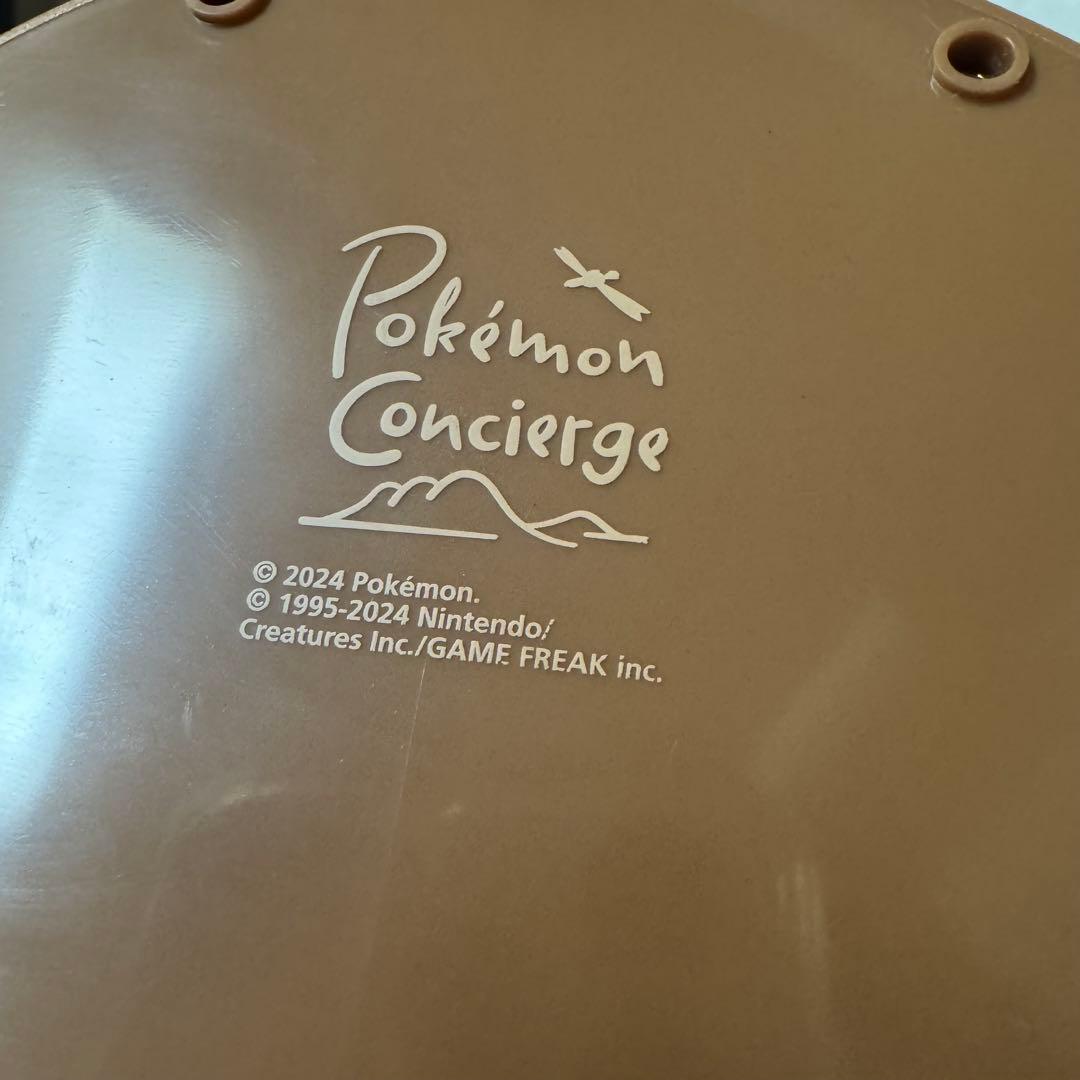 Pokémon
Concierge
© 2024 Pokémon.
© 1995-2024 Nintendo/
Creatures Inc./GAME FREAK inc.